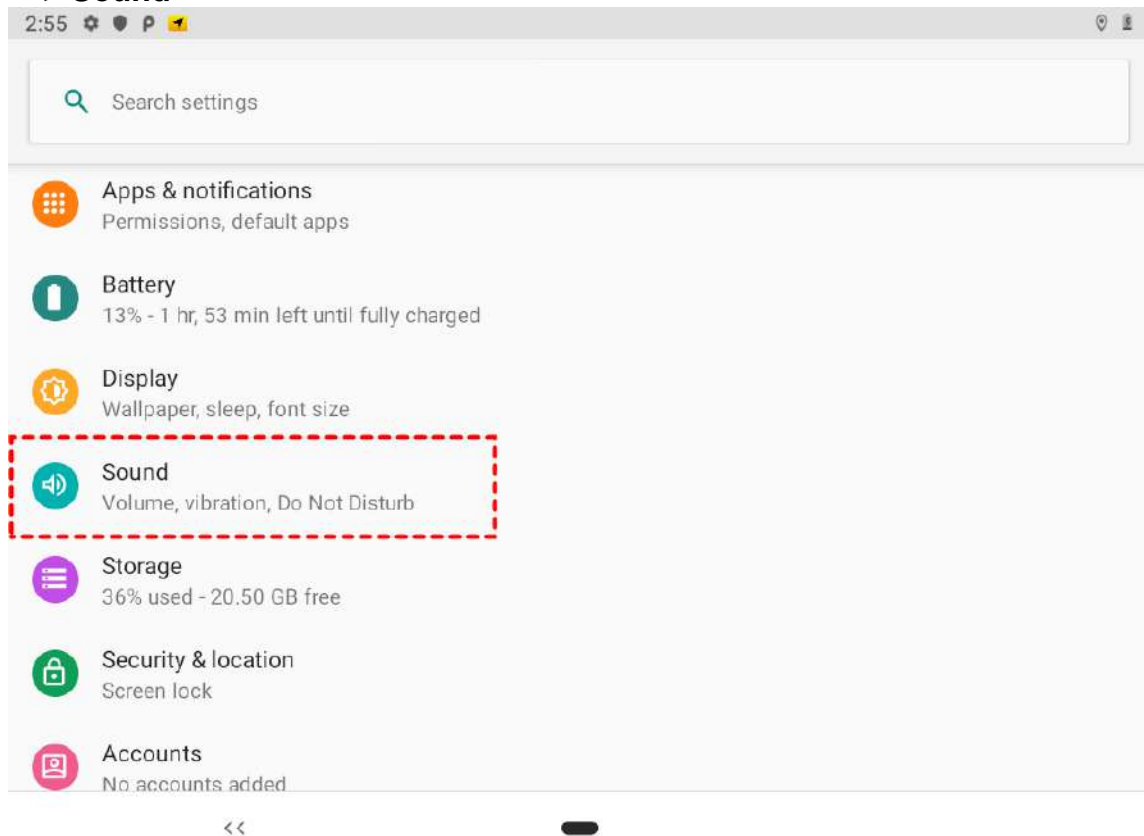 Sound
2:55
Search settings
Apps & notifications
Permissions, default apps
Battery
13% - 1 hr, 53 min left until fully charged
Display
Wallpaper, sleep, font size
Sound
Volume, vibration, Do Not Disturb
Storage
36% used - 20.50 GB free
Security & location
Screen lock
Accounts
No accounts added
<<